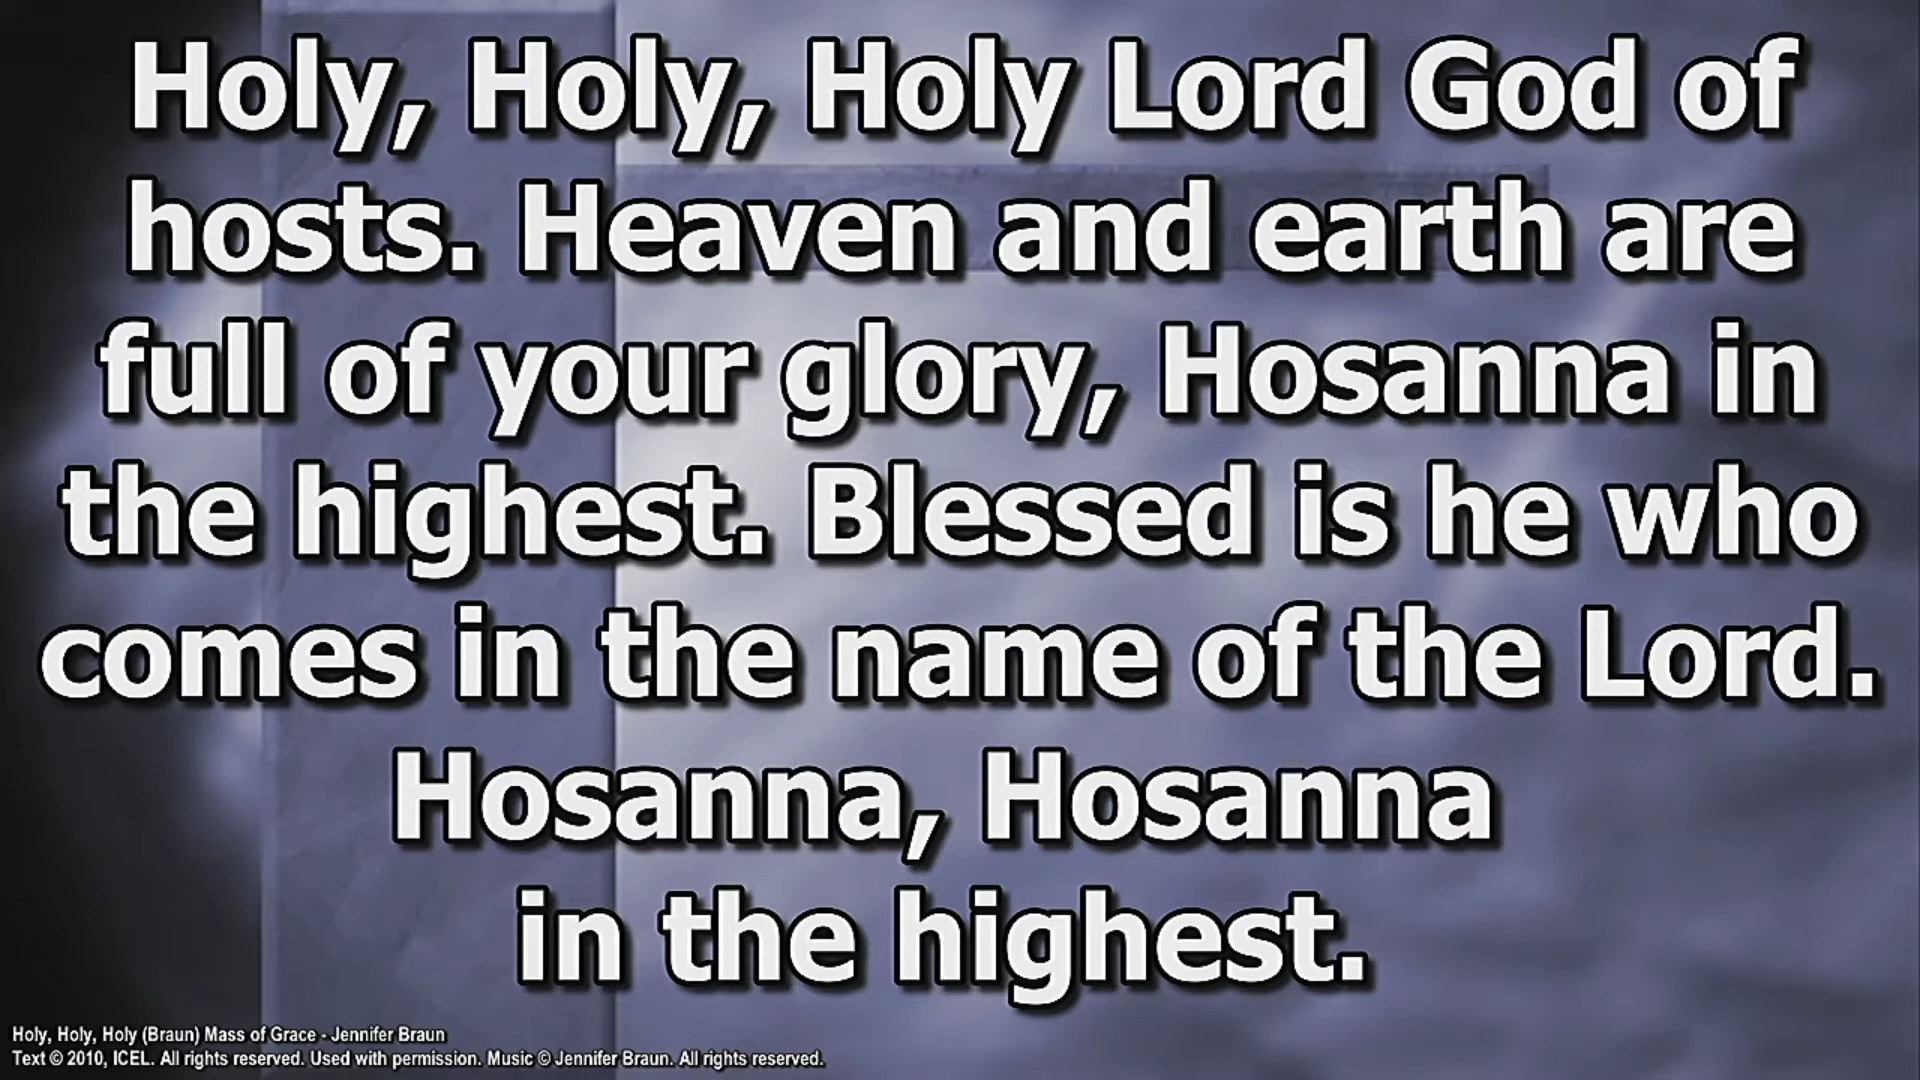 Holy, Holy, Holy Lord God of
hosts. Heaven and earth are
full of your glory, Hosanna in
the highest. Blessed is he who
comes in the name of the Lord.
Hosanna, Hosanna
in the highest.
Holy, Holy, Holy (Braun) Mass of Grace - Jennifer Braun
Text © 2010, ICEL. All rights reserved. Used with permission. Music © Jennifer Braun. All rights reserved.